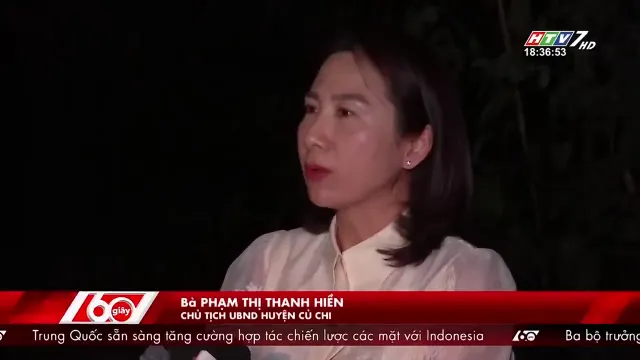 HTV7 HD
18:36:53
60 giây
Bà PHẠM THỊ THANH HIỀN
CHỦ TỊCH UBND HUYỆN CỦ CHI
Trung Quốc sẵn sàng tăng cường hợp tác chiến lược các mặt với Indonesia 60 Ba bộ trưởng